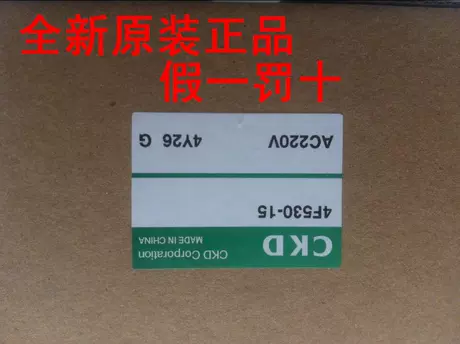 全新原装正品
假一罚十
CKD
CKD Corporation
MADE IN CHINA
4F530-15
AC220V 4Y26 G